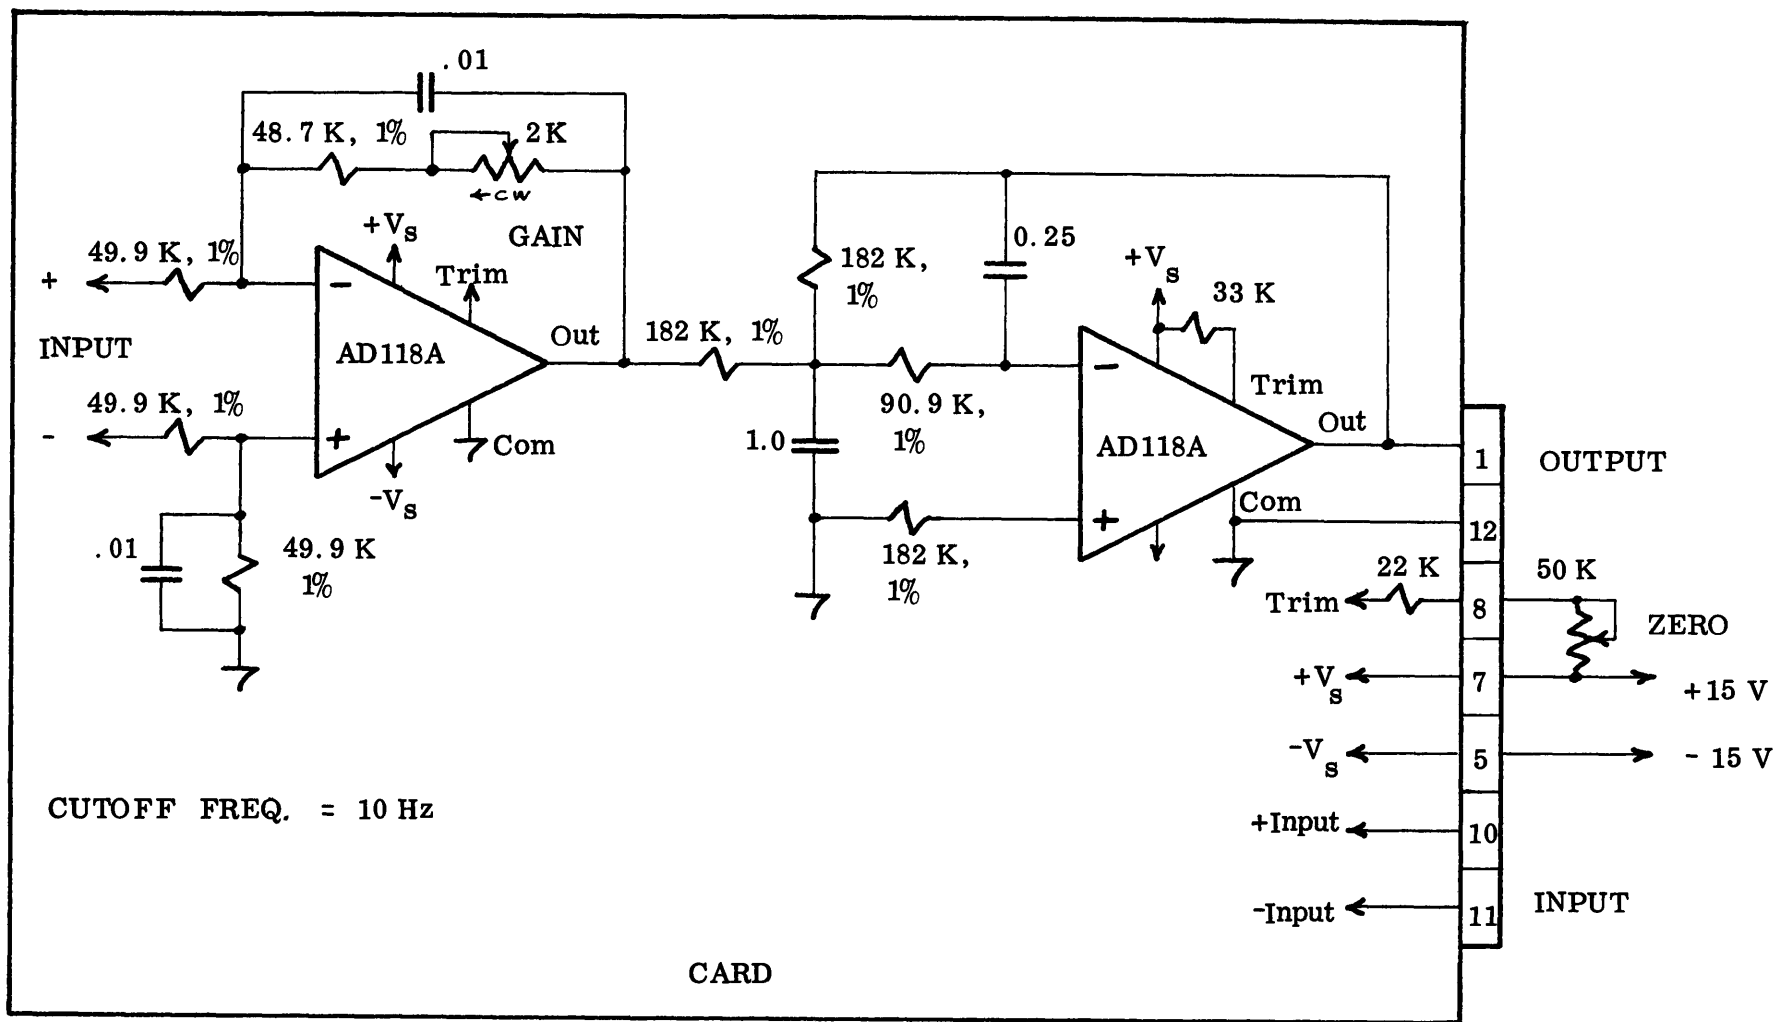 .01
48.7 K, 1%
2K
←cw
GAIN
+Vs
Trim
49.9 K, 1%
+
−
AD118A
Out
INPUT
49.9 K, 1%
-
+
Com
-Vs
.01
49.9 K
1%
182 K, 1%
182 K,
1%
0.25
90.9 K,
1%
1.0
182 K,
1%
+Vs
33 K
−
Trim
AD118A
Out
+
Com
1
OUTPUT
12
22 K
50 K
Trim
8
ZERO
+Vs
7
+15 V
-Vs
5
- 15 V
+Input
10
-Input
11
INPUT
CUTOFF FREQ. = 10 Hz
CARD